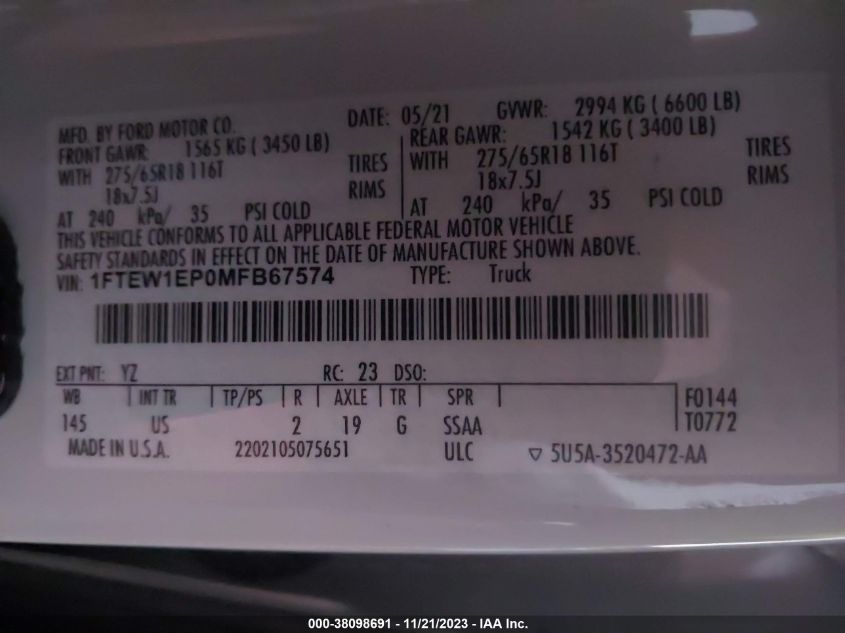 MFD. BY FORD MOTOR CO. DATE: 05/21 GVWR: 2994 KG ( 6600 LB)
FRONT GAWR: 1565 KG ( 3450 LB) REAR GAWR: 1542 KG ( 3400 LB)
WITH 275/65R18 116T TIRES WITH 275/65R18 116T TIRES
18x7.5J RIMS 18x7.5J RIMS
AT 240 kPa/ 35 PSI COLD AT 240 kPa/ 35 PSI COLD
THIS VEHICLE CONFORMS TO ALL APPLICABLE FEDERAL MOTOR VEHICLE
SAFETY STANDARDS IN EFFECT ON THE DATE OF MANUFACTURE SHOWN ABOVE.
VIN: 1FTEW1EP0MFB67574 TYPE: Truck
EXT PNT: YZ RC: 23 DSO:
WB INT TR TP/PS R AXLE TR SPR F0144
145 US 2 19 G SSAA T0772
MADE IN U.S.A. 2202105075651 ULC ▽ 5U5A-3520472-AA
000-38098691 - 11/21/2023 - IAA Inc.